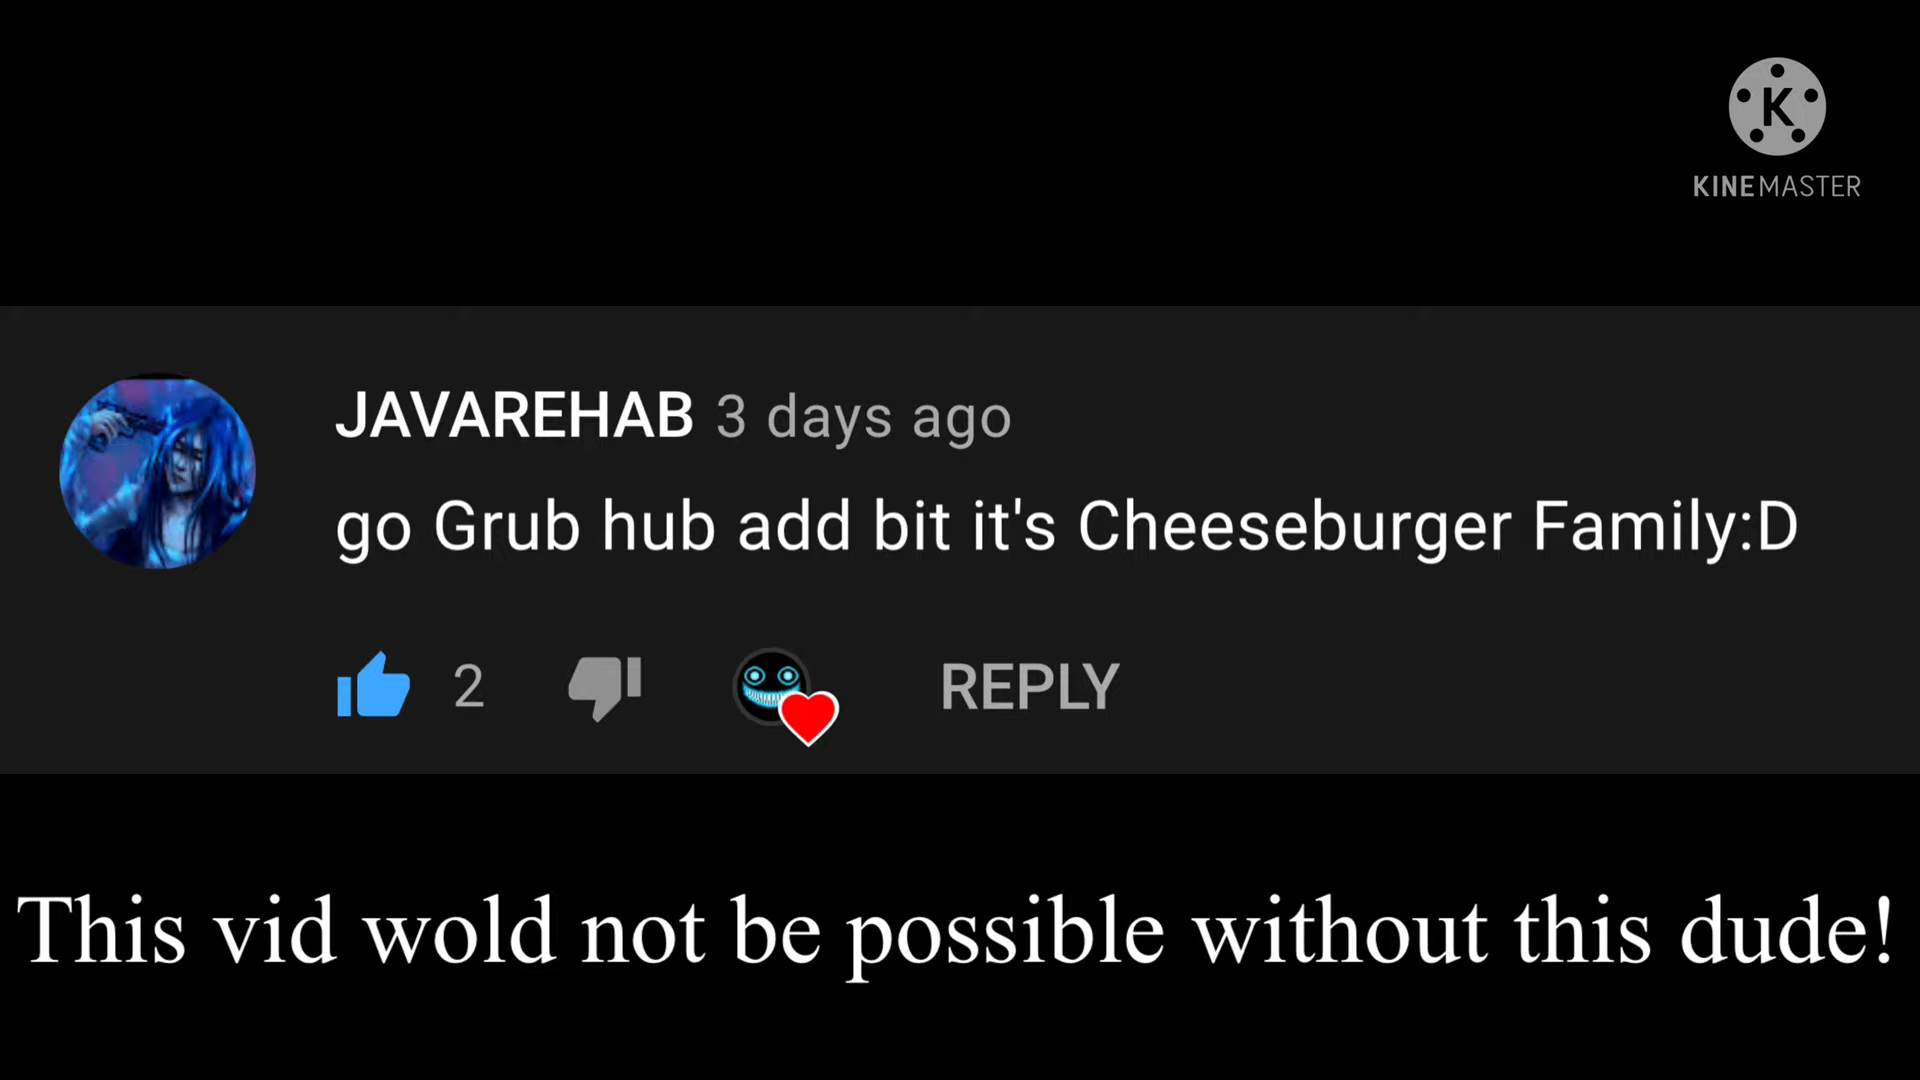 K
KINEMASTER
JAVAREHAB 3 days ago
go Grub hub add bit it's Cheeseburger Family:D
2 REPLY
This vid wold not be possible without this dude!